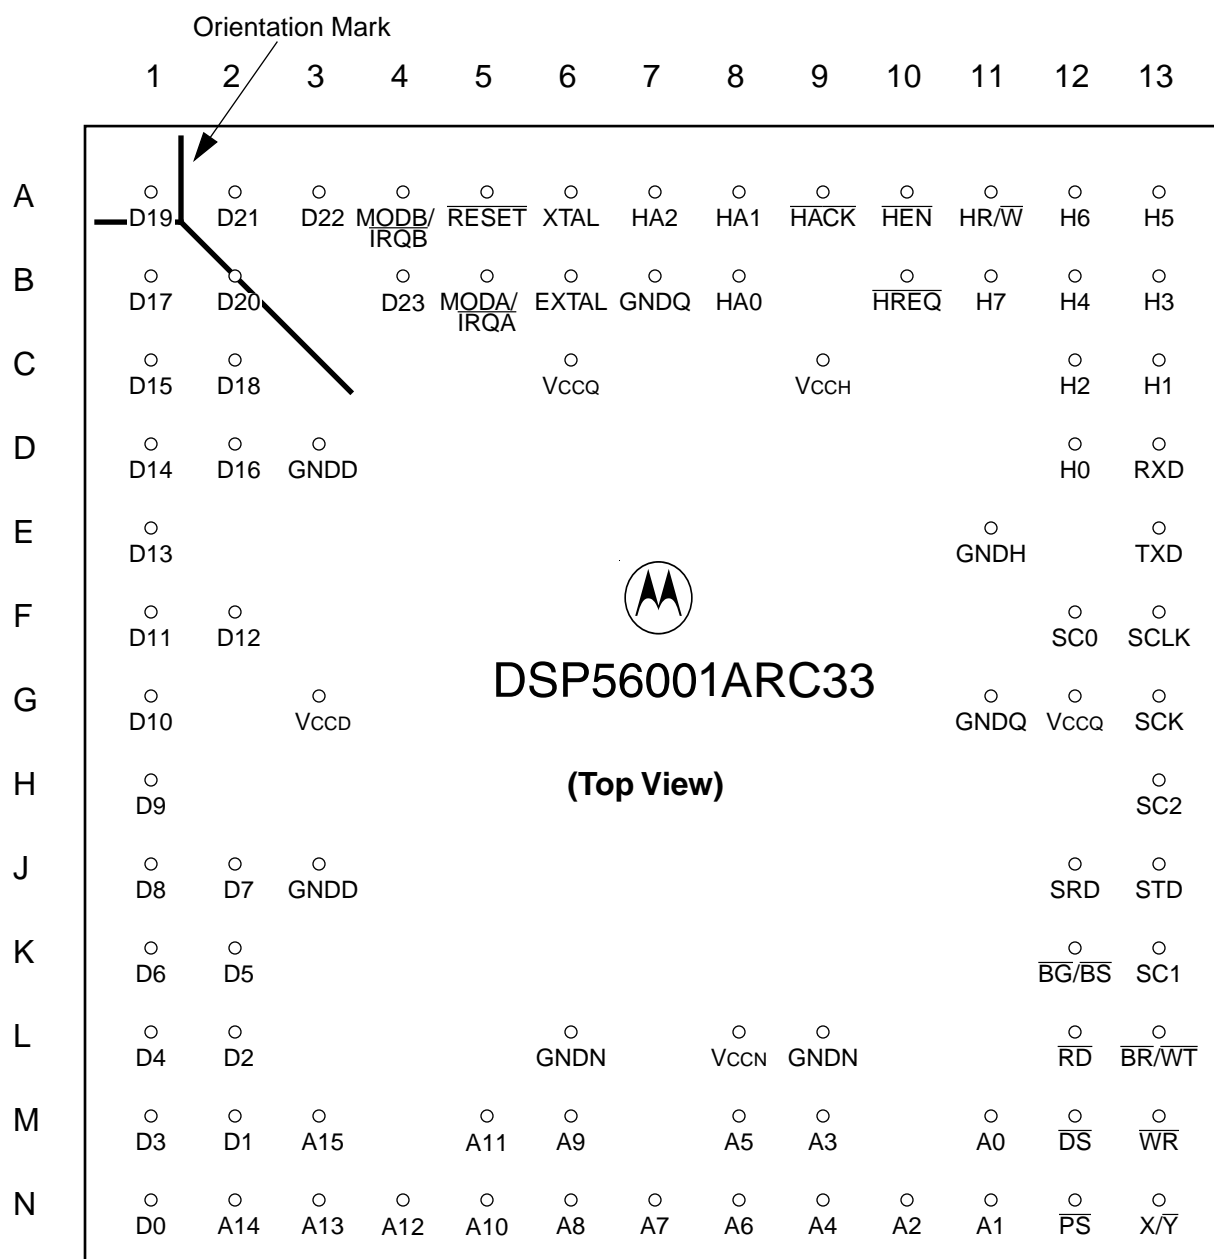 Orientation Mark
1 2 3 4 5 6 7 8 9 10 11 12 13
A D19 D21 D22 MODB/IRQB RESET XTAL HA2 HA1 HACK HEN HR/W H6 H5
B D17 D20 D23 MODA/IRQA EXTAL GNDQ HA0 HREQ H7 H4 H3
C D15 D18 VCCQ VCCH H2 H1
D D14 D16 GNDD H0 RXD
E D13 GNDH TXD
F D11 D12 SC0 SCLK
DSP56001ARC33
G D10 VCCD GNDQ VCCQ SCK
H D9 (Top View) SC2
J D8 D7 GNDD SRD STD
K D6 D5 BG/BS SC1
L D4 D2 GNDN VCCN GNDN RD BR/WT
M D3 D1 A15 A11 A9 A5 A3 A0 DS WR
N D0 A14 A13 A12 A10 A8 A7 A6 A4 A2 A1 PS X/Y